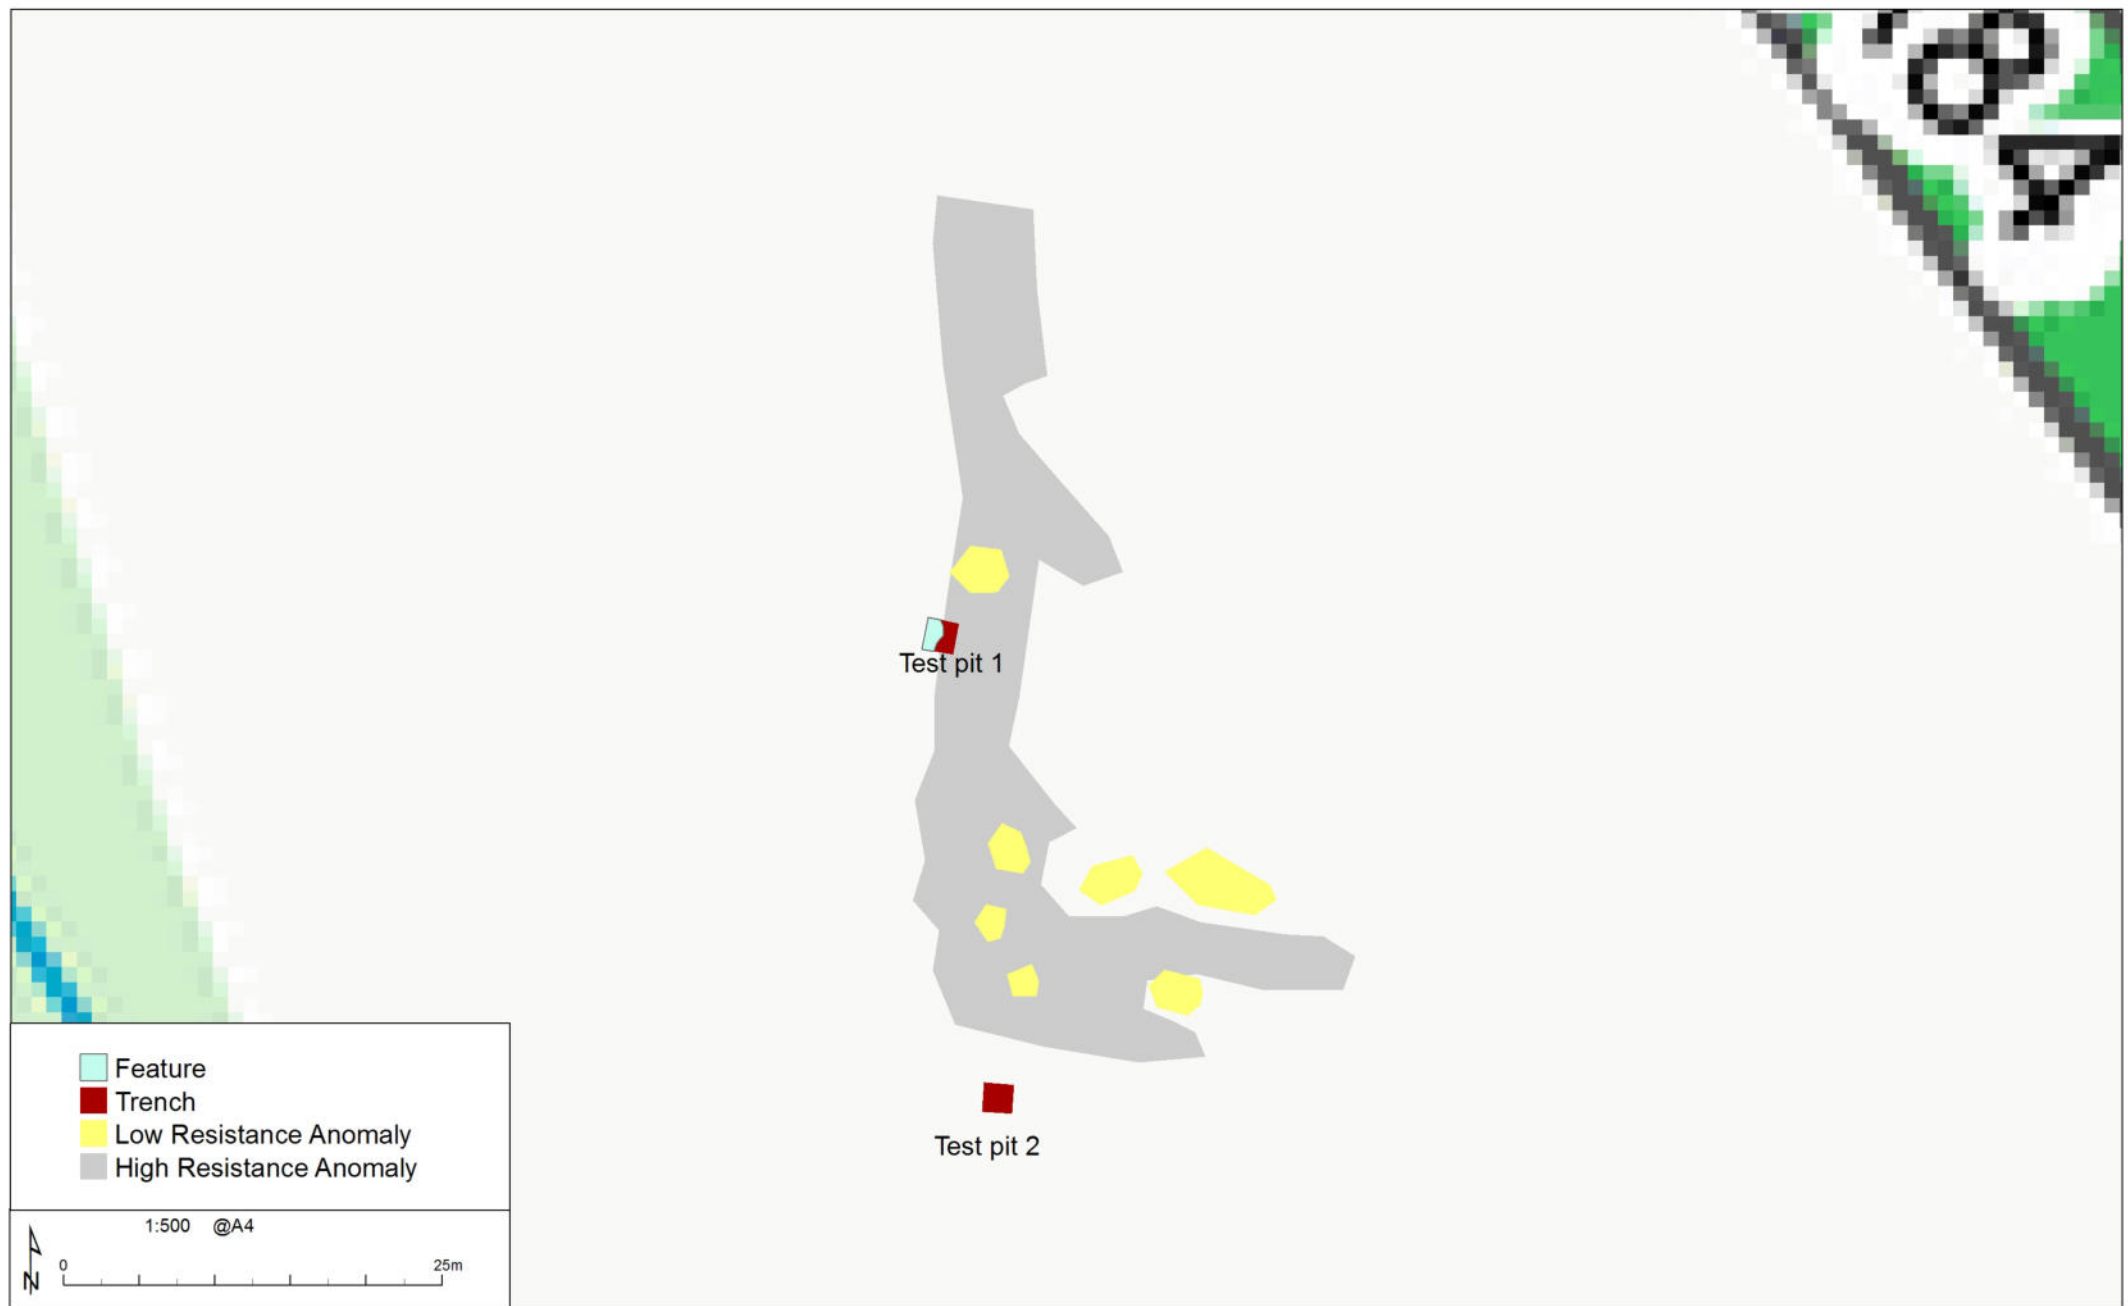 Test pit 1
Test pit 2
Feature
Trench
Low Resistance Anomaly
High Resistance Anomaly
1:500 @A4
0 25m
N